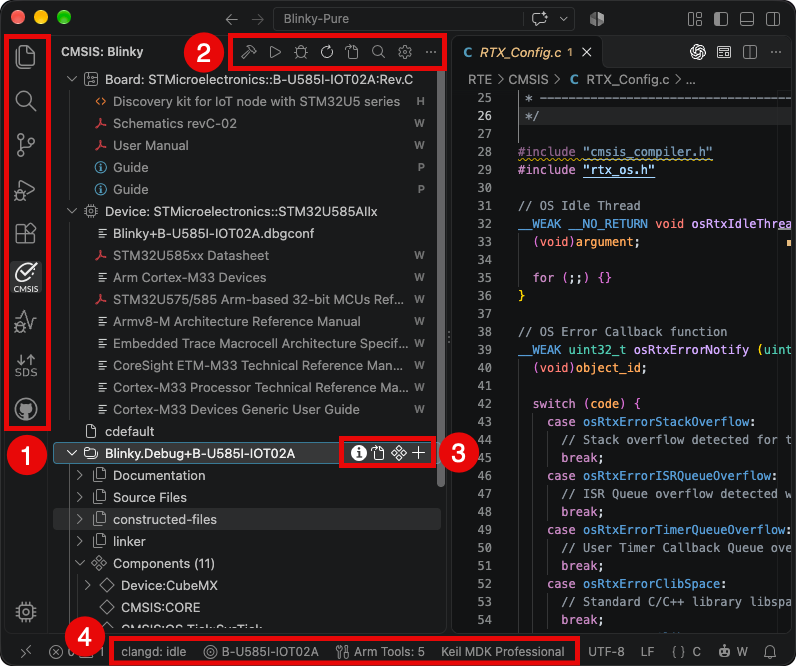 Blinky-Pure
CMSIS: Blinky
2
Board: STMicroelectronics::B-U585I-IOT02A:Rev.C
Discovery kit for IoT node with STM32U5 series H
Schematics revC-02 W
User Manual W
Guide P
Guide P
Device: STMicroelectronics::STM32U585AIIx
Blinky+B-U585I-IOT02A.dbgconf
STM32U585xx Datasheet W
Arm Cortex-M33 Devices W
STM32U575/585 Arm-based 32-bit MCUs Ref... W
Armv8-M Architecture Reference Manual W
Embedded Trace Macrocell Architecture Specif... W
CoreSight ETM-M33 Technical Reference Man... W
Cortex-M33 Processor Technical Reference Ma... W
Cortex-M33 Devices Generic User Guide W
cdefault
Blinky.Debug+B-U585I-IOT02A
3
Documentation
Source Files
constructed-files
linker
Components (11)
Device:CubeMX
CMSIS:CORE
CMSIS:OS Tick:SysTick
CMSIS
SDS
1
C RTX_Config.c 1
RTE > CMSIS > C RTX_Config.c > ...
25 * 
26 */
27
28 #include "cmsis_compiler.h"
29 #include "rtx_os.h"
30
31 // OS Idle Thread
32 __WEAK __NO_RETURN void osRtxIdleThrea
33 (void)argument;
34
35 for (;;) {}
36 }
37
38 // OS Error Callback function
39 __WEAK uint32_t osRtxErrorNotify (uint
40 (void)object_id;
41
42 switch (code) {
43 case osRtxErrorStackOverflow:
44 // Stack overflow detected for t
45 break;
46 case osRtxErrorISRQueueOverflow:
47 // ISR Queue overflow detected w
48 break;
49 case osRtxErrorTimerQueueOverflow:
50 // User Timer Callback Queue ove
51 break;
52 case osRtxErrorClibSpace:
53 // Standard C/C++ library libspa
54 break;
4
clangd: idle B-U585I-IOT02A Arm Tools: 5 Keil MDK Professional UTF-8 LF {} C W